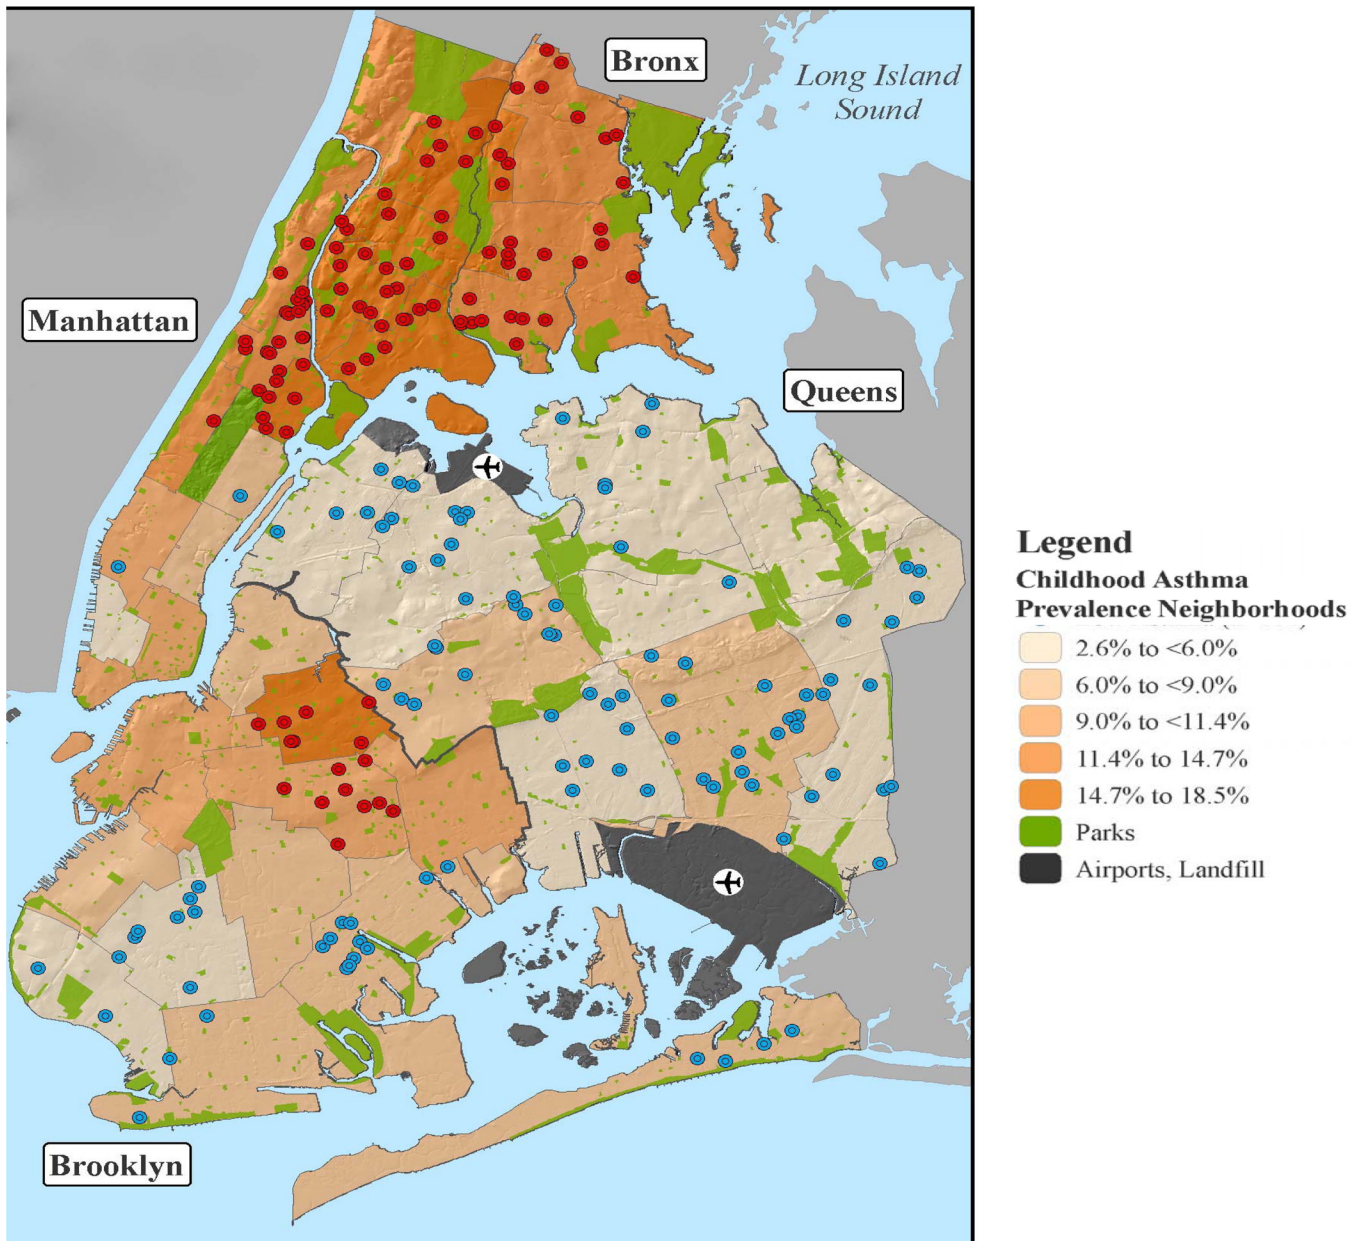 Bronx
Long Island
Sound
Manhattan
Queens
Brooklyn
Legend
Childhood Asthma
Prevalence Neighborhoods
2.6% to <6.0%
6.0% to <9.0%
9.0% to <11.4%
11.4% to 14.7%
14.7% to 18.5%
Parks
Airports, Landfill